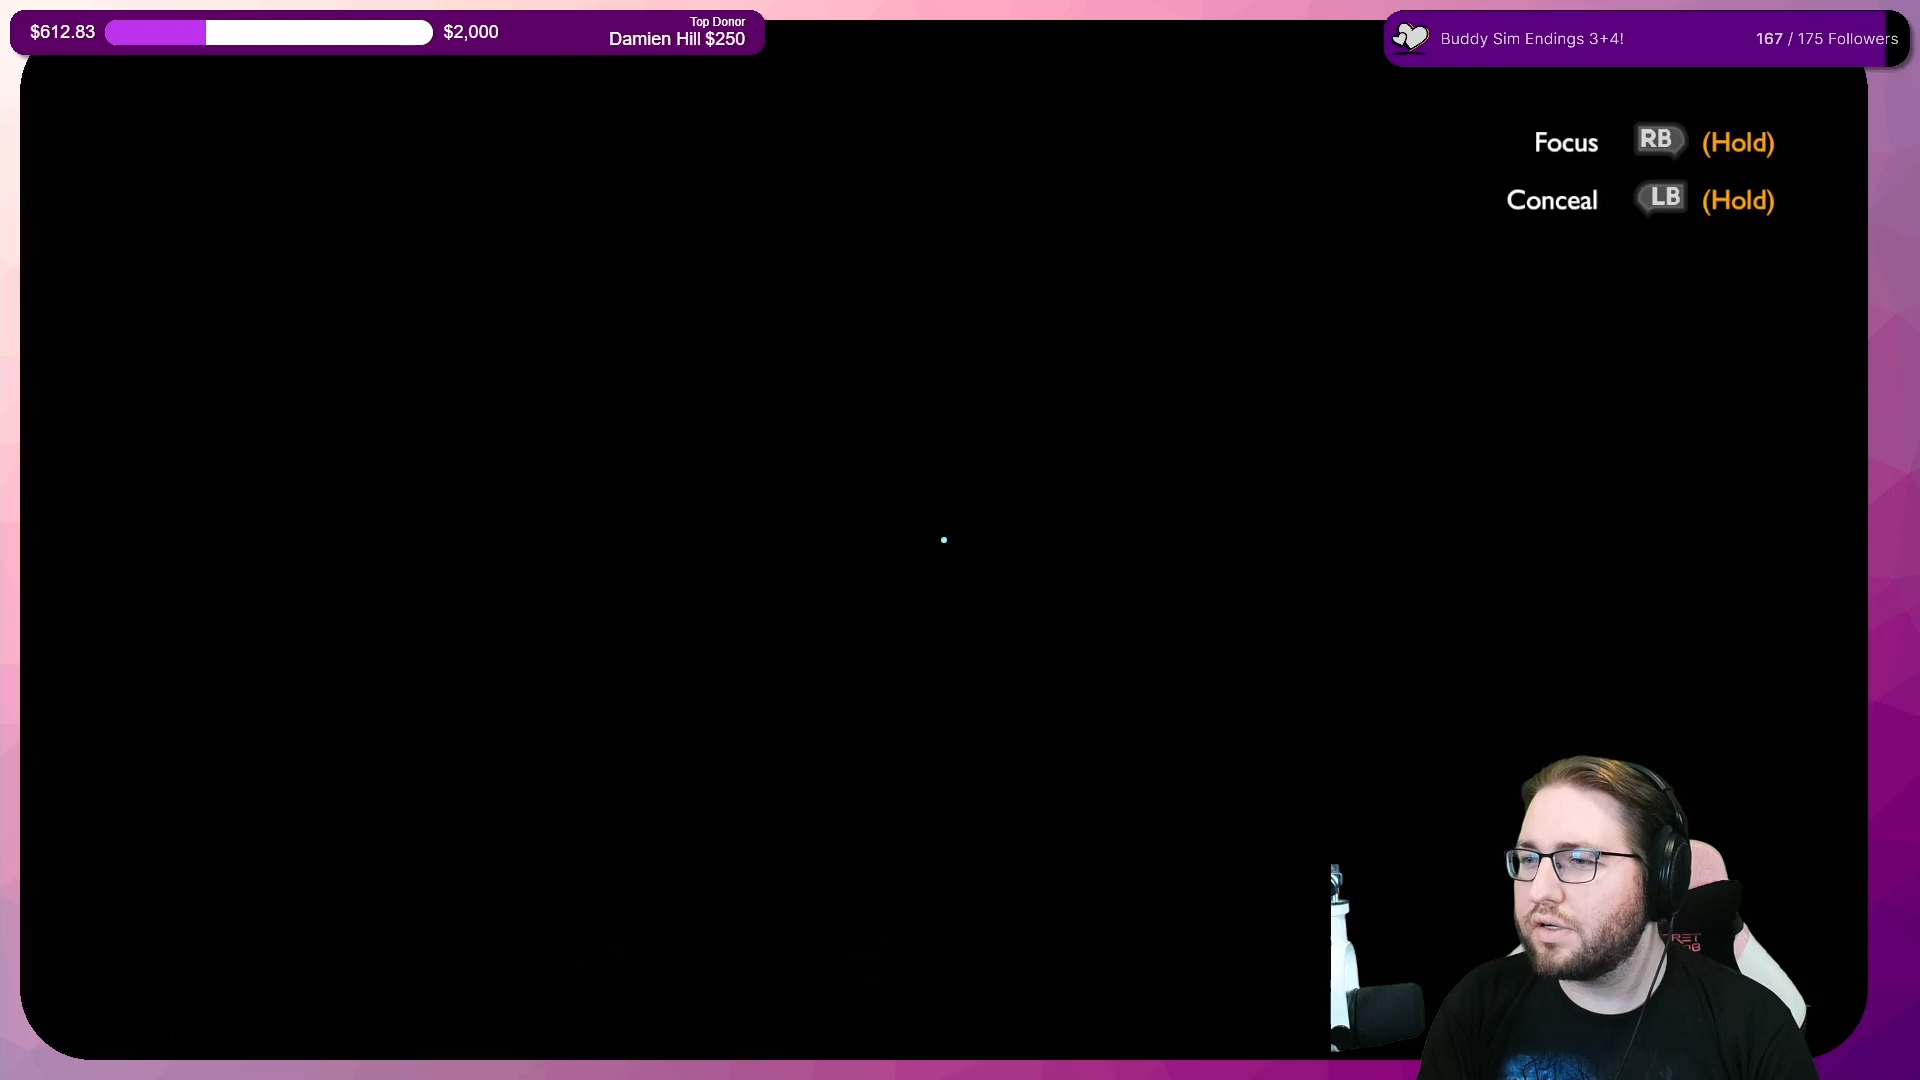 $612.83
$2,000
Top Donor
Damien Hill $250
Buddy Sim Endings 3+4!
167 / 175 Followers
Focus RB (Hold)
Conceal LB (Hold)